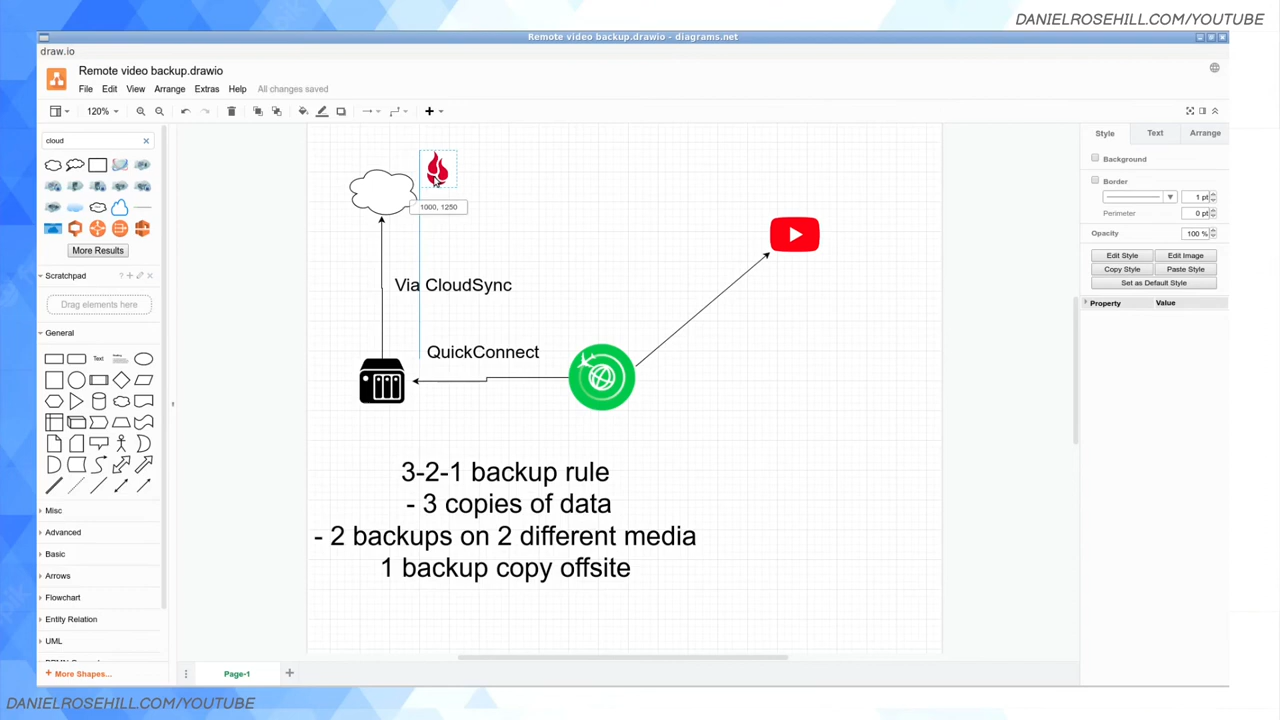 DANIELROSEHILL.COM/YOUTUBE
Remote video backup.drawio - diagrams.net
draw.io
Remote video backup.drawio
File Edit View Arrange Extras Help All changes saved
120%
cloud
More Results
Scratchpad
?
Drag elements here
General
Text
Misc
Advanced
Basic
Arrows
Flowchart
Entity Relation
UML
More Shapes...
1000, 1250
Via CloudSync
QuickConnect
3-2-1 backup rule
- 3 copies of data
- 2 backups on 2 different media
1 backup copy offsite
Page-1
Style Text Arrange
Background
Border
1 pt
Perimeter 0 pt
Opacity 100 %
Edit Style Edit Image
Copy Style Paste Style
Set as Default Style
Property Value
DANIELROSEHILL.COM/YOUTUBE